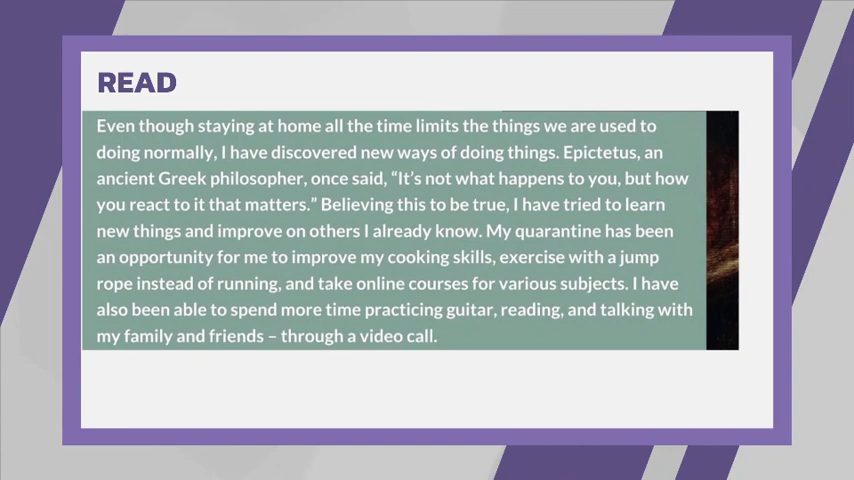 READ
Even though staying at home all the time limits the things we are used to
doing normally, I have discovered new ways of doing things. Epictetus, an
ancient Greek philosopher, once said, “It’s not what happens to you, but how
you react to it that matters.” Believing this to be true, I have tried to learn
new things and improve on others I already know. My quarantine has been
an opportunity for me to improve my cooking skills, exercise with a jump
rope instead of running, and take online courses for various subjects. I have
also been able to spend more time practicing guitar, reading, and talking with
my family and friends – through a video call.